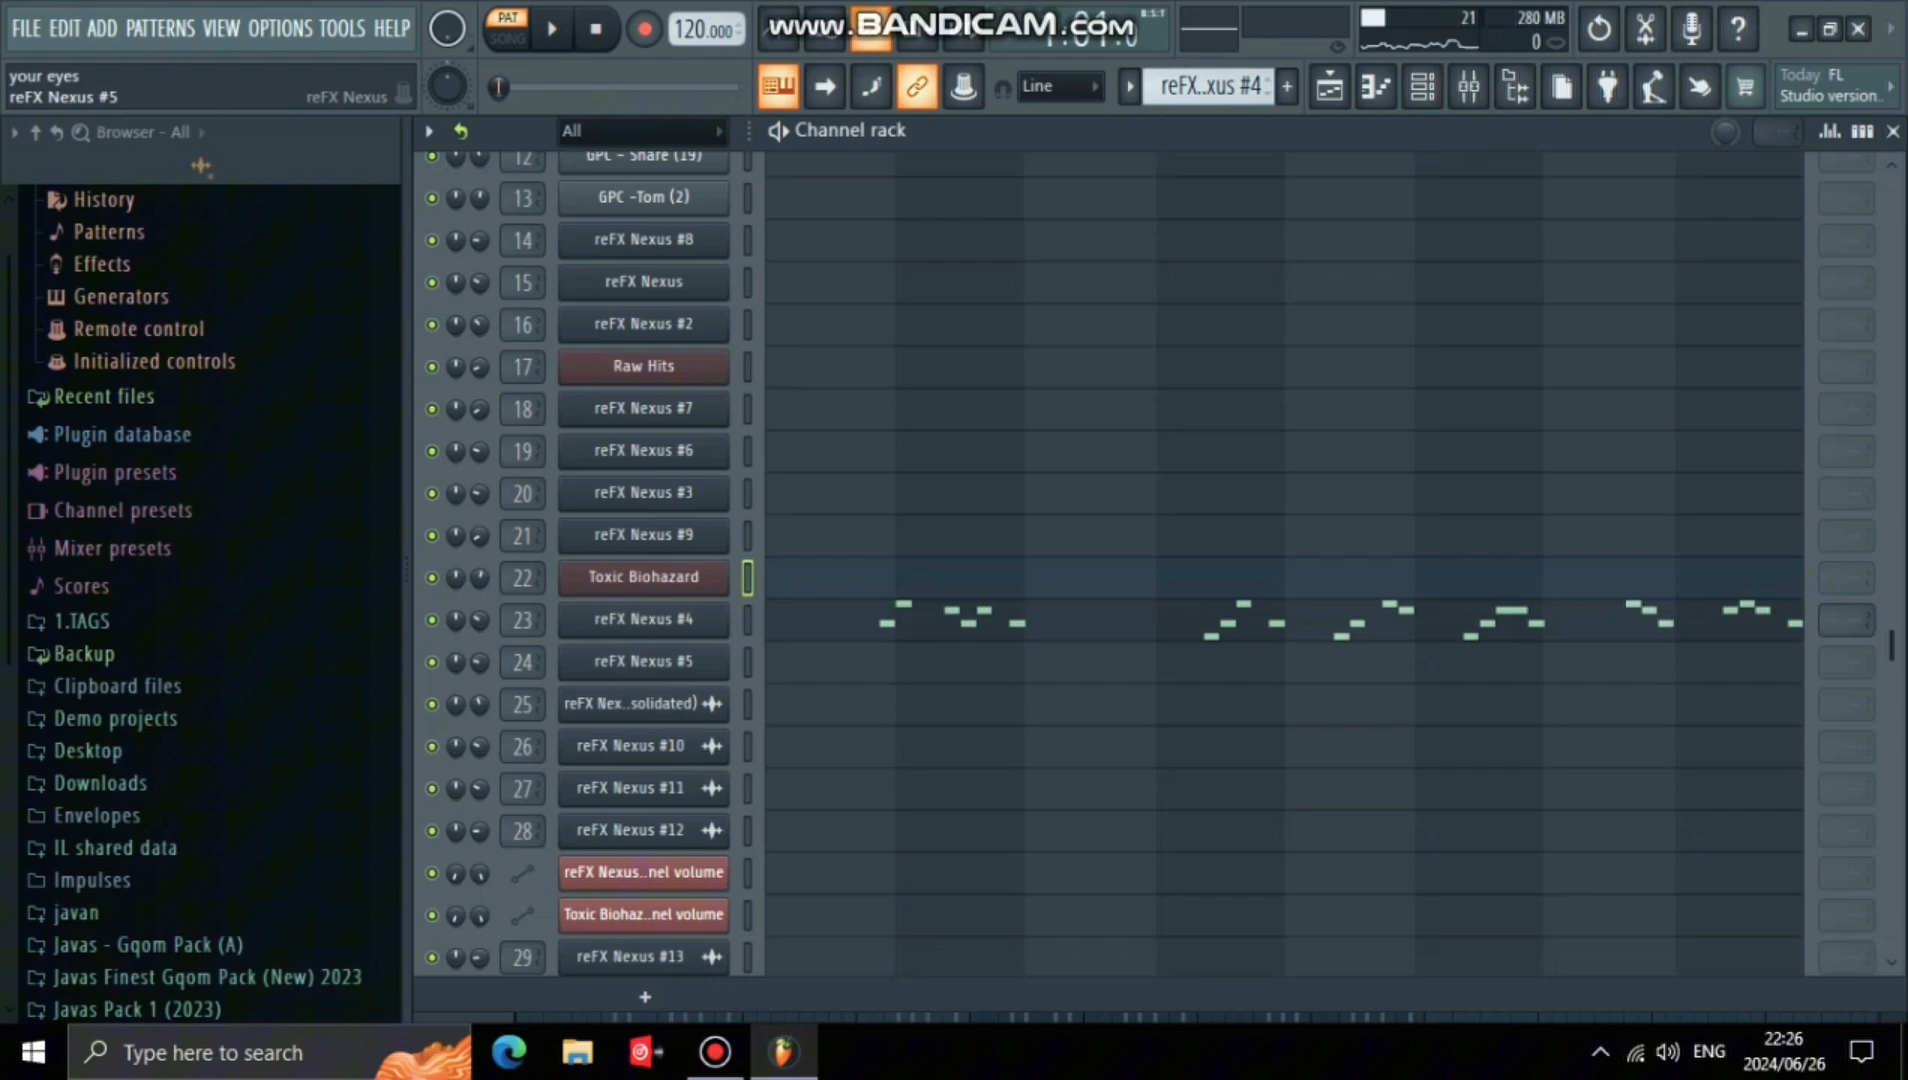 FILE EDIT ADD PATTERNS VIEW OPTIONS TOOLS HELP
PAT
SONG
120.000
www.BANDICAM.com
B:S:T
21
280 MB
0
your eyes
reFX Nexus #5
reFX Nexus
Line
reFX..xus #4
Today FL
Studio version..
Browser - All
All
Channel rack
History
Patterns
Effects
Generators
Remote control
Initialized controls
Recent files
Plugin database
Plugin presets
Channel presets
Mixer presets
Scores
1.TAGS
Backup
Clipboard files
Demo projects
Desktop
Downloads
Envelopes
IL shared data
Impulses
javan
Javas - Gqom Pack (A)
Javas Finest Gqom Pack (New) 2023
Javas Pack 1 (2023)
12 GPC - Share (19)
13 GPC -Tom (2)
14 reFX Nexus #8
15 reFX Nexus
16 reFX Nexus #2
17 Raw Hits
18 reFX Nexus #7
19 reFX Nexus #6
20 reFX Nexus #3
21 reFX Nexus #9
22 Toxic Biohazard
23 reFX Nexus #4
24 reFX Nexus #5
25 reFX Nex..solidated)
26 reFX Nexus #10
27 reFX Nexus #11
28 reFX Nexus #12
reFX Nexus..nel volume
Toxic Biohaz..nel volume
29 reFX Nexus #13
+
Type here to search
ENG
22:26
2024/06/26